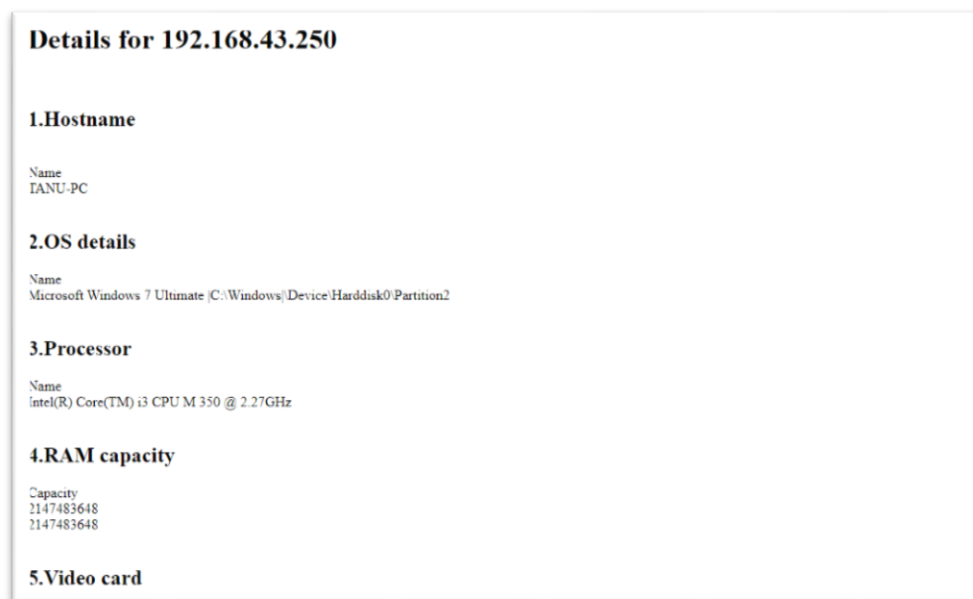 Details for 192.168.43.250
1.Hostname
Name
TANU-PC
2.OS details
Name
Microsoft Windows 7 Ultimate |C:\Windows|\Device\Harddisk0\Partition2
3.Processor
Name
Intel(R) Core(TM) i3 CPU M 350 @ 2.27GHz
4.RAM capacity
Capacity
2147483648
2147483648
5.Video card